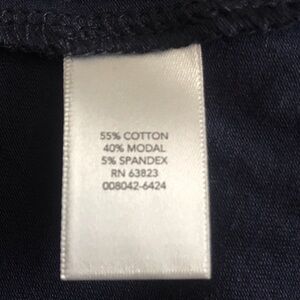 55% COTTON
40% MODAL
5% SPANDEX
RN 63823
008042-6424